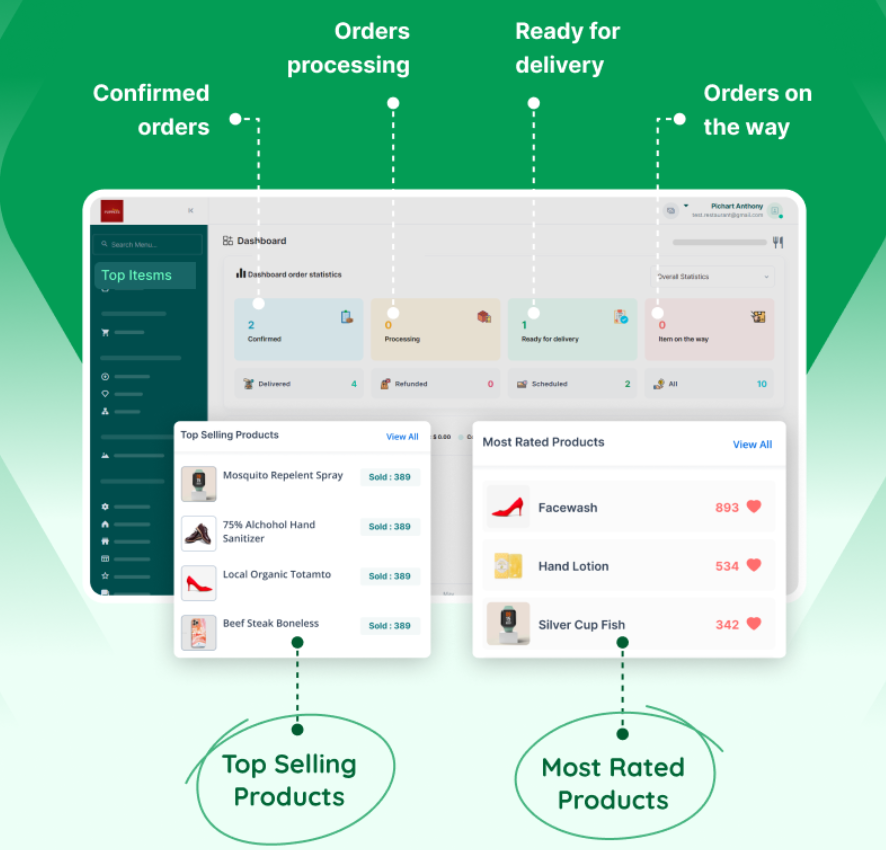 Orders
processing
Ready for
delivery
Confirmed
orders
Orders on
the way
Pichart Anthony
test.restaurant@gmail.com
Search Menu...
Dashboard
Top Itesms
Dashboard order statistics
Overall Statistics
2
Confirmed
0
Processing
1
Ready for delivery
0
Item on the way
Delivered 4
Refunded 0
Scheduled 2
All 10
Top Selling Products View All
$ 0.00
Most Rated Products View All
Mosquito Repelent Spray Sold : 389
75% Alchohol Hand
Sanitizer
Sold : 389
Local Organic Totamto Sold : 389
Beef Steak Boneless Sold : 389
Facewash 893
Hand Lotion 534
Silver Cup Fish 342
Top Selling
Products
Most Rated
Products